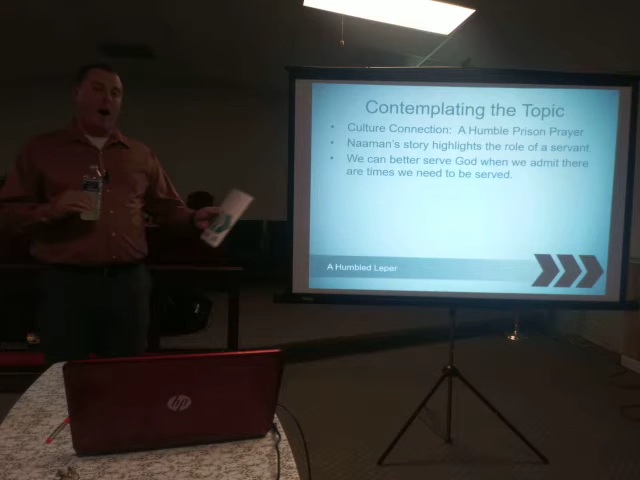 Contemplating the Topic
• Culture Connection: A Humble Prison Prayer
• Naaman's story highlights the role of a servant
• We can better serve God when we admit there
are times we need to be served.
A Humbled Leper
hp